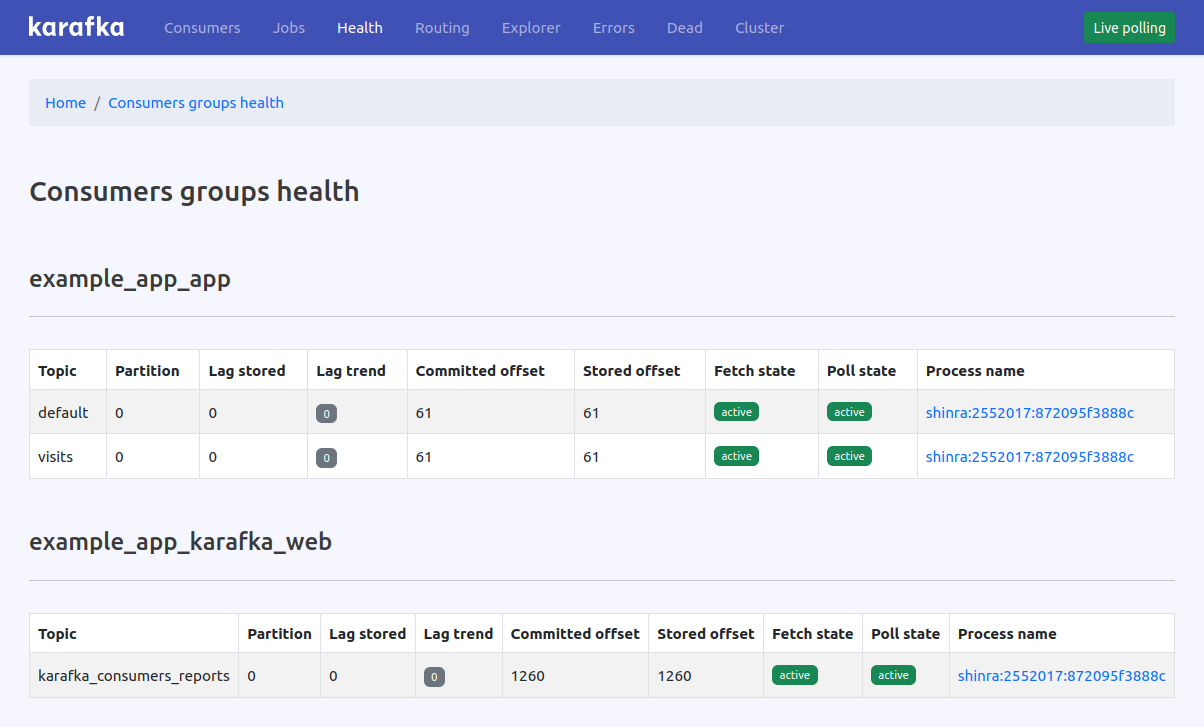 karafka Consumers Jobs Health Routing Explorer Errors Dead Cluster Live polling
Home / Consumers groups health
Consumers groups health
example_app_app
Topic Partition Lag stored Lag trend Committed offset Stored offset Fetch state Poll state Process name
default 0 0 0 61 61 active active shinra:2552017:872095f3888c
visits 0 0 0 61 61 active active shinra:2552017:872095f3888c
example_app_karafka_web
Topic Partition Lag stored Lag trend Committed offset Stored offset Fetch state Poll state Process name
karafka_consumers_reports 0 0 0 1260 1260 active active shinra:2552017:872095f3888c